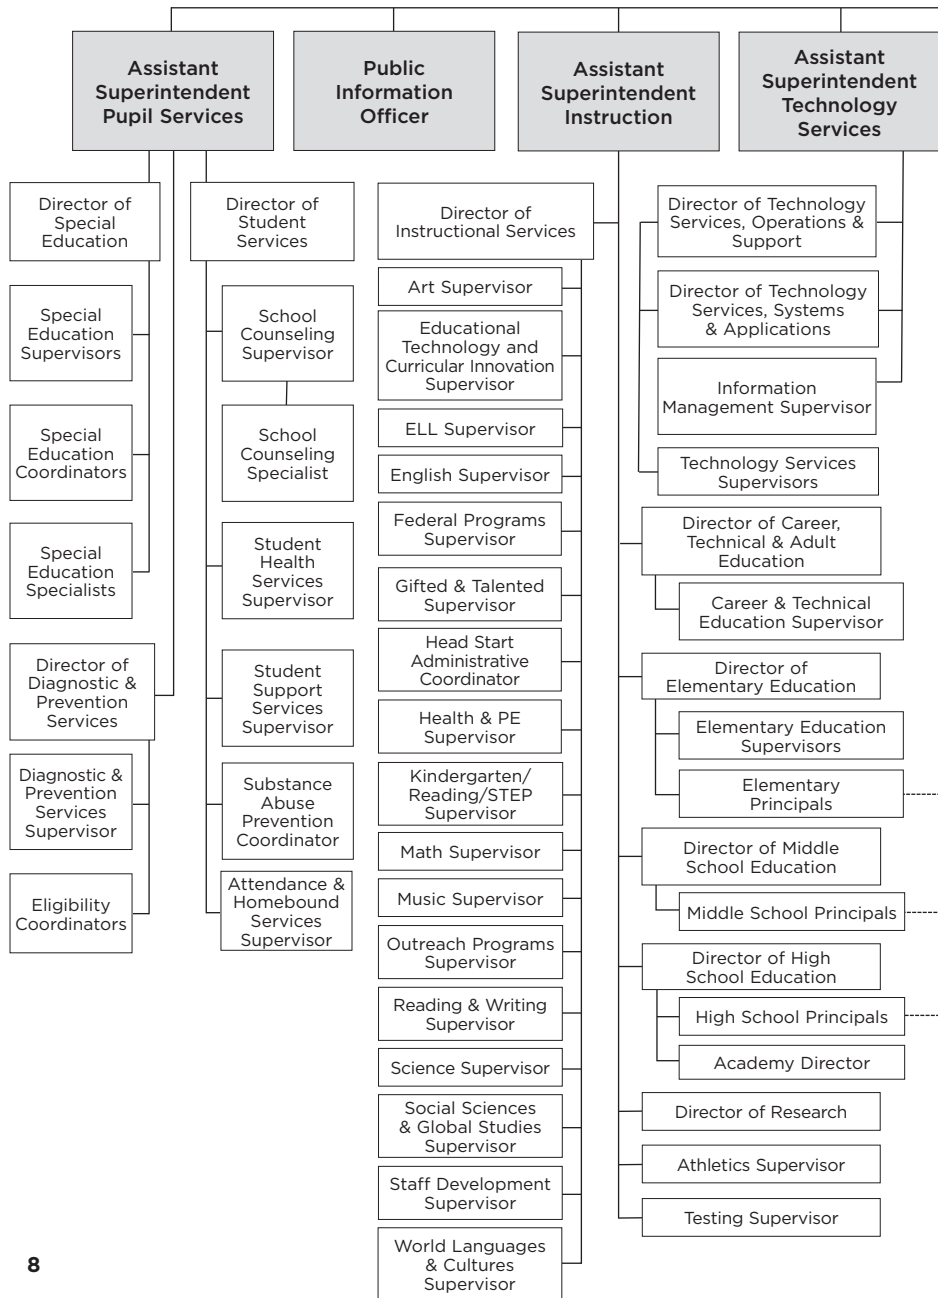 Assistant
Superintendent
Pupil Services
Public
Information
Officer
Assistant
Superintendent
Instruction
Assistant
Superintendent
Technology
Services
Director of
Special
Education
Special
Education
Supervisors
Special
Education
Coordinators
Special
Education
Specialists
Director of
Diagnostic &
Prevention
Services
Diagnostic &
Prevention
Services
Supervisor
Eligibility
Coordinators
Director of
Student
Services
School
Counseling
Supervisor
School
Counseling
Specialist
Student
Health
Services
Supervisor
Student
Support
Services
Supervisor
Substance
Abuse
Prevention
Coordinator
Attendance &
Homebound
Services
Supervisor
Director of
Instructional Services
Art Supervisor
Educational
Technology and
Curricular Innovation
Supervisor
ELL Supervisor
English Supervisor
Federal Programs
Supervisor
Gifted & Talented
Supervisor
Head Start
Administrative
Coordinator
Health & PE
Supervisor
Kindergarten/
Reading/STEP
Supervisor
Math Supervisor
Music Supervisor
Outreach Programs
Supervisor
Reading & Writing
Supervisor
Science Supervisor
Social Sciences
& Global Studies
Supervisor
Staff Development
Supervisor
World Languages
& Cultures
Supervisor
Director of Technology
Services, Operations &
Support
Director of Technology
Services, Systems
& Applications
Information
Management Supervisor
Technology Services
Supervisors
Director of Career,
Technical & Adult
Education
Career & Technical
Education Supervisor
Director of
Elementary Education
Elementary Education
Supervisors
Elementary
Principals
Director of Middle
School Education
Middle School Principals
Director of High
School Education
High School Principals
Academy Director
Director of Research
Athletics Supervisor
Testing Supervisor
8